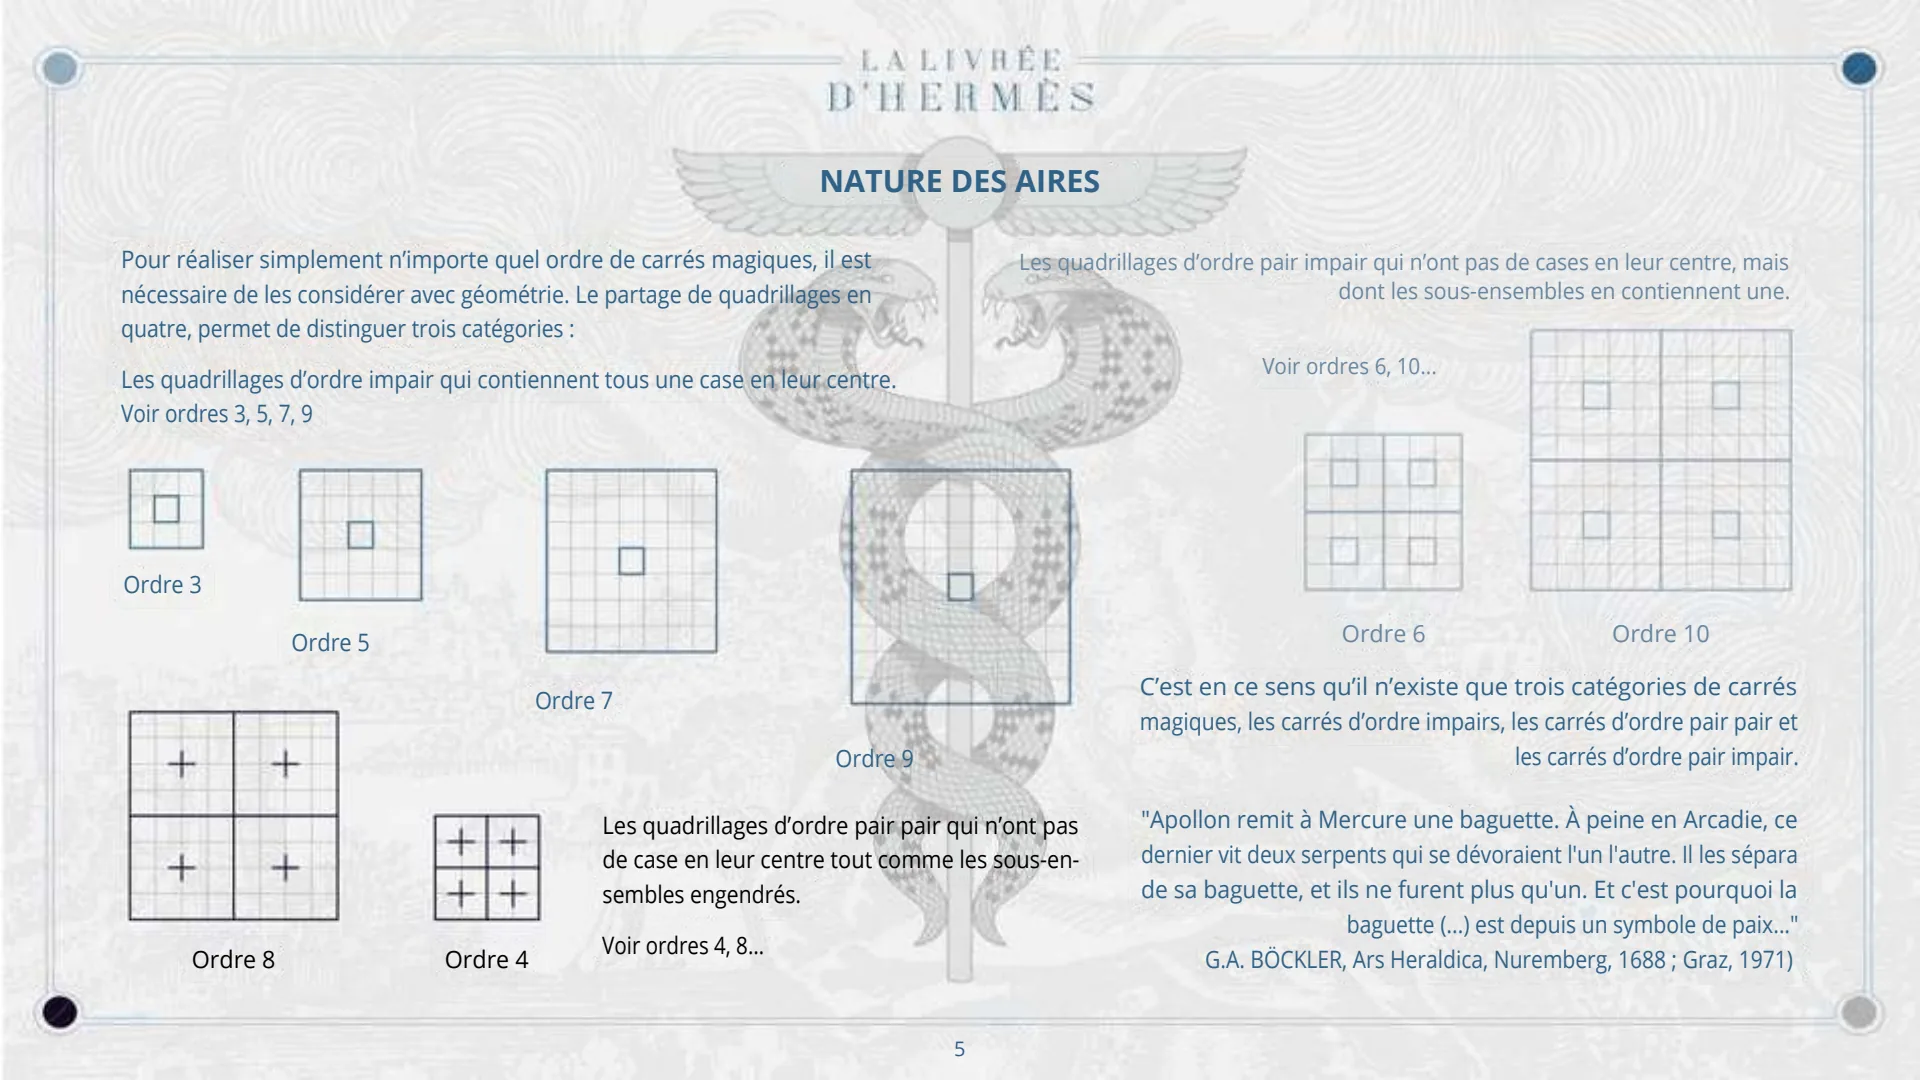 LA LIVRÉE
D'HERMÈS
NATURE DES AIRES
Pour réaliser simplement n’importe quel ordre de carrés magiques, il est
nécessaire de les considérer avec géométrie. Le partage de quadrillages en
quatre, permet de distinguer trois catégories :
Les quadrillages d’ordre impair qui contiennent tous une case en leur centre.
Voir ordres 3, 5, 7, 9
Ordre 3
Ordre 5
Ordre 7
Ordre 9
Les quadrillages d’ordre pair impair qui n’ont pas de cases en leur centre, mais
dont les sous-ensembles en contiennent une.
Voir ordres 6, 10...
Ordre 6
Ordre 10
Ordre 8
Ordre 4
Les quadrillages d’ordre pair pair qui n’ont pas
de case en leur centre tout comme les sous-en-
sembles engendrés.
Voir ordres 4, 8...
C’est en ce sens qu’il n’existe que trois catégories de carrés
magiques, les carrés d’ordre impairs, les carrés d’ordre pair pair et
les carrés d’ordre pair impair.
"Apollon remit à Mercure une baguette. À peine en Arcadie, ce
dernier vit deux serpents qui se dévoraient l'un l'autre. Il les sépara
de sa baguette, et ils ne furent plus qu'un. Et c'est pourquoi la
baguette (...) est depuis un symbole de paix..."
G.A. BÖCKLER, Ars Heraldica, Nuremberg, 1688 ; Graz, 1971)
5